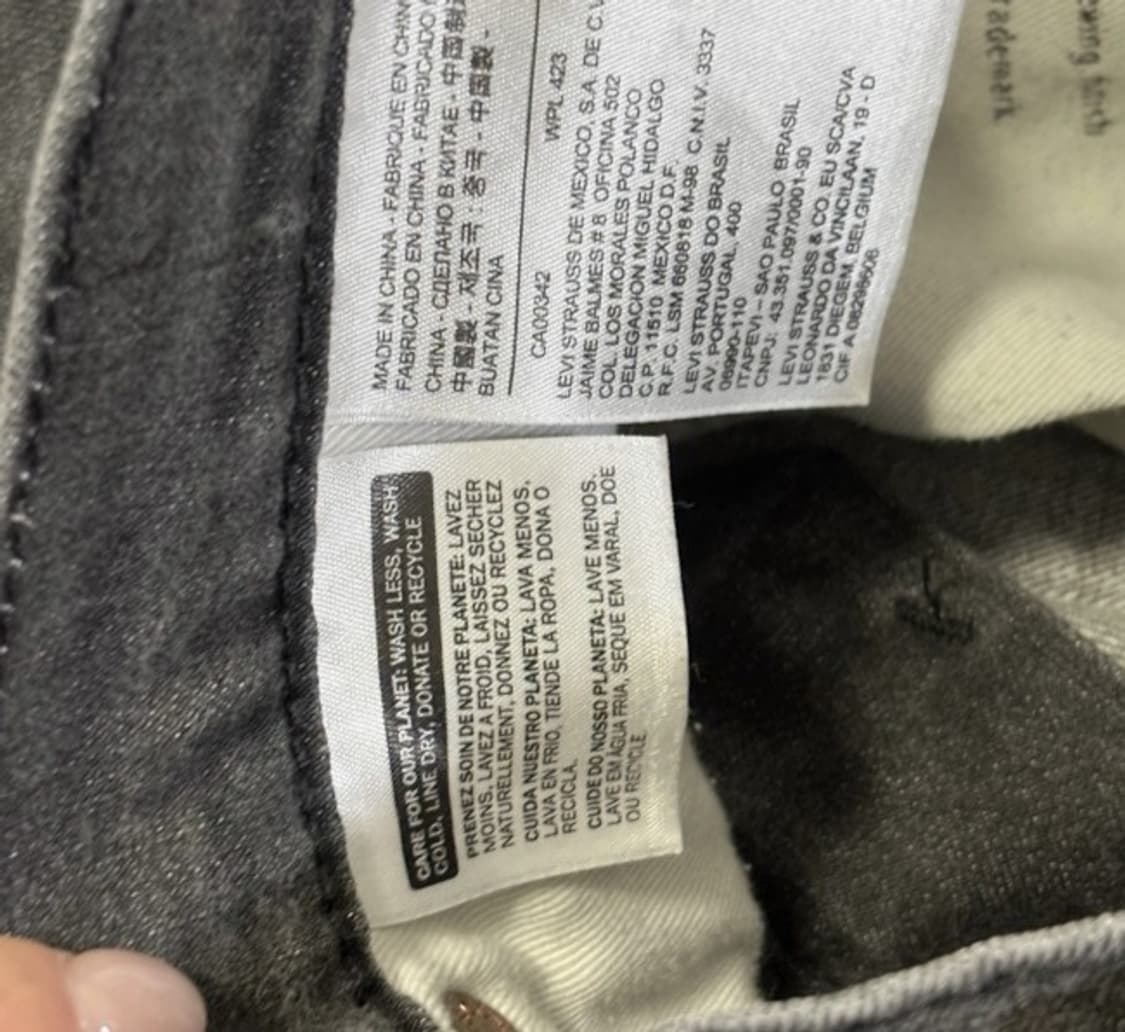 MADE IN CHINA - FABRIQUE EN CHIN
FABRICADO EN CHINA - FABRICADO
CHINA - СДЕЛАНО В КИТАЕ - 中国制
中國製 - 제조국 : 중국 - 中国製 -
BUATAN CINA
CA00342 WPL 423
LEVI STRAUSS DE MEXICO, S.A. DE C.V
JAIME BALMES # 8 OFICINA 502
COL. LOS MORALES POLANCO
DELEGACION MIGUEL HIDALGO
C.P. 11510 MEXICO D.F.
R.F.C. LSM 860818 M-98 C.N.I.V. 3337
LEVI STRAUSS DO BRASIL
AV. PORTUGAL, 400
06990-110
ITAPEVI – SAO PAULO BRASIL
CNPJ: 43.351.097/0001-90
LEVI STRAUSS & CO. EU SCA/CVA
LEONARDO DA VINCILAAN, 19 - D
1831 DIEGEM, BELGIUM
CIF A
CARE FOR OUR PLANET: WASH LESS, WASH
COLD, LINE DRY, DONATE OR RECYCLE
PRENEZ SOIN DE NOTRE PLANETE: LAVEZ
MOINS, LAVEZ A FROID, LAISSEZ SECHER
NATURELLEMENT, DONNEZ OU RECYCLEZ
CUIDA NUESTRO PLANETA: LAVA MENOS,
LAVA EN FRIO, TIENDE LA ROPA, DONA O
RECICLA.
CUIDE DO NOSSO PLANETA: LAVE MENOS.
LAVE EM ÁGUA FRIA, SEQUE EM VARAL, DOE
OU RECICLE